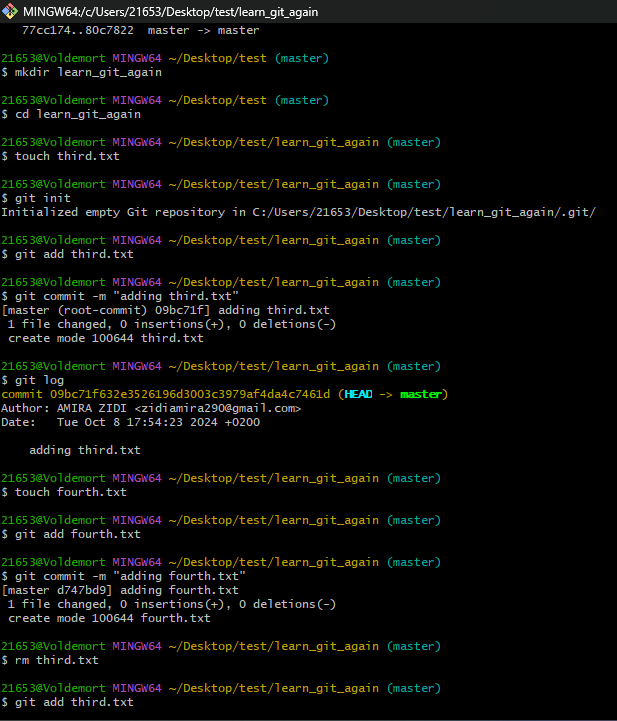 MINGW64:/c/Users/21653/Desktop/test/learn_git_again
77cc174..80c7822  master -> master
21653@Voldemort MINGW64 ~/Desktop/test (master)
$ mkdir learn_git_again
21653@Voldemort MINGW64 ~/Desktop/test (master)
$ cd learn_git_again
21653@Voldemort MINGW64 ~/Desktop/test/learn_git_again (master)
$ touch third.txt
21653@Voldemort MINGW64 ~/Desktop/test/learn_git_again (master)
$ git init
Initialized empty Git repository in C:/Users/21653/Desktop/test/learn_git_again/.git/
21653@Voldemort MINGW64 ~/Desktop/test/learn_git_again (master)
$ git add third.txt
21653@Voldemort MINGW64 ~/Desktop/test/learn_git_again (master)
$ git commit -m "adding third.txt"
[master (root-commit) 09bc71f] adding third.txt
1 file changed, 0 insertions(+), 0 deletions(-)
create mode 100644 third.txt
21653@Voldemort MINGW64 ~/Desktop/test/learn_git_again (master)
$ git log
commit 09bc71f632e3526196d3003c3979af4da4c7461d (HEAD -> master)
Author: AMIRA ZIDI <zidiamira290@gmail.com>
Date:   Tue Oct 8 17:54:23 2024 +0200
adding third.txt
21653@Voldemort MINGW64 ~/Desktop/test/learn_git_again (master)
$ touch fourth.txt
21653@Voldemort MINGW64 ~/Desktop/test/learn_git_again (master)
$ git add fourth.txt
21653@Voldemort MINGW64 ~/Desktop/test/learn_git_again (master)
$ git commit -m "adding fourth.txt"
[master d747bd9] adding fourth.txt
1 file changed, 0 insertions(+), 0 deletions(-)
create mode 100644 fourth.txt
21653@Voldemort MINGW64 ~/Desktop/test/learn_git_again (master)
$ rm third.txt
21653@Voldemort MINGW64 ~/Desktop/test/learn_git_again (master)
$ git add third.txt